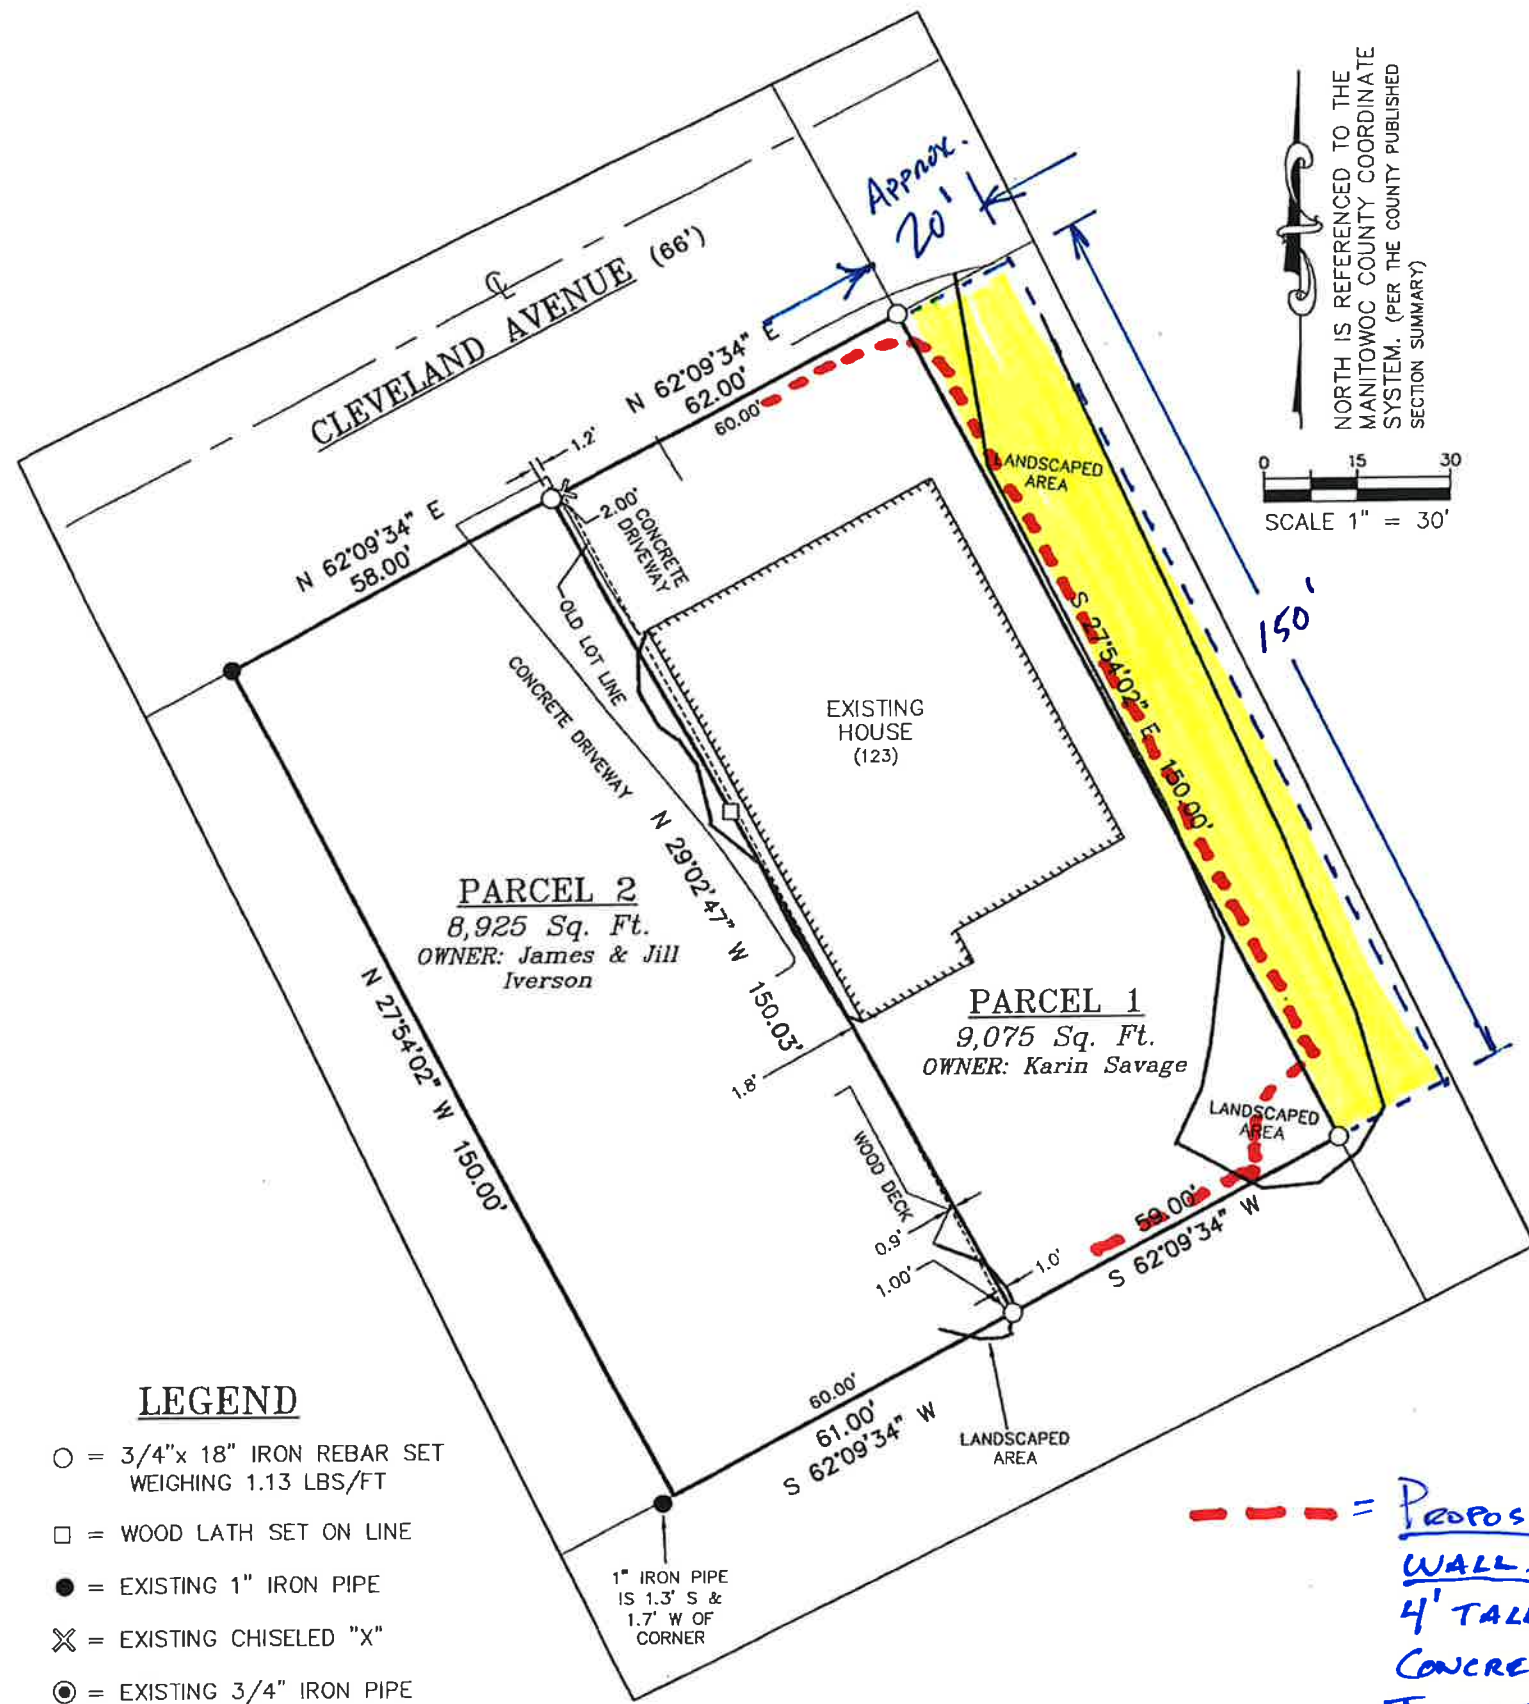 Approx.
20'
CLEVELAND AVENUE (66')
NORTH IS REFERENCED TO THE
MANITOWOC COUNTY COORDINATE
SYSTEM. (PER THE COUNTY PUBLISHED
SECTION SUMMARY)
0 15 30
SCALE 1" = 30'
150'
N 62°09'34" E
62.00'
60.00'
1.2'
2.00'
CONCRETE
DRIVEWAY
N 62°09'34" E
58.00'
OLD LOT LINE
CONCRETE DRIVEWAY
LANDSCAPED
AREA
S 27°54'02" E 150.00'
EXISTING
HOUSE
(123)
N 29°02'47" W 150.03'
PARCEL 2
8,925 Sq. Ft.
OWNER: James & Jill
Iverson
N 27°54'02" W 150.00'
PARCEL 1
9,075 Sq. Ft.
OWNER: Karin Savage
1.8'
WOOD DECK
LANDSCAPED
AREA
0.9'
1.00'
1.0'
59.00'
S 62°09'34" W
60.00'
61.00'
S 62°09'34" W
LANDSCAPED
AREA
1" IRON PIPE
IS 1.3' S &
1.7' W OF
CORNER
LEGEND
○ = 3/4"x 18" IRON REBAR SET
WEIGHING 1.13 LBS/FT
□ = WOOD LATH SET ON LINE
● = EXISTING 1" IRON PIPE
= EXISTING CHISELED "X"
= EXISTING 3/4" IRON PIPE
= PROPOS
WALL
4' TALL
CONCRE